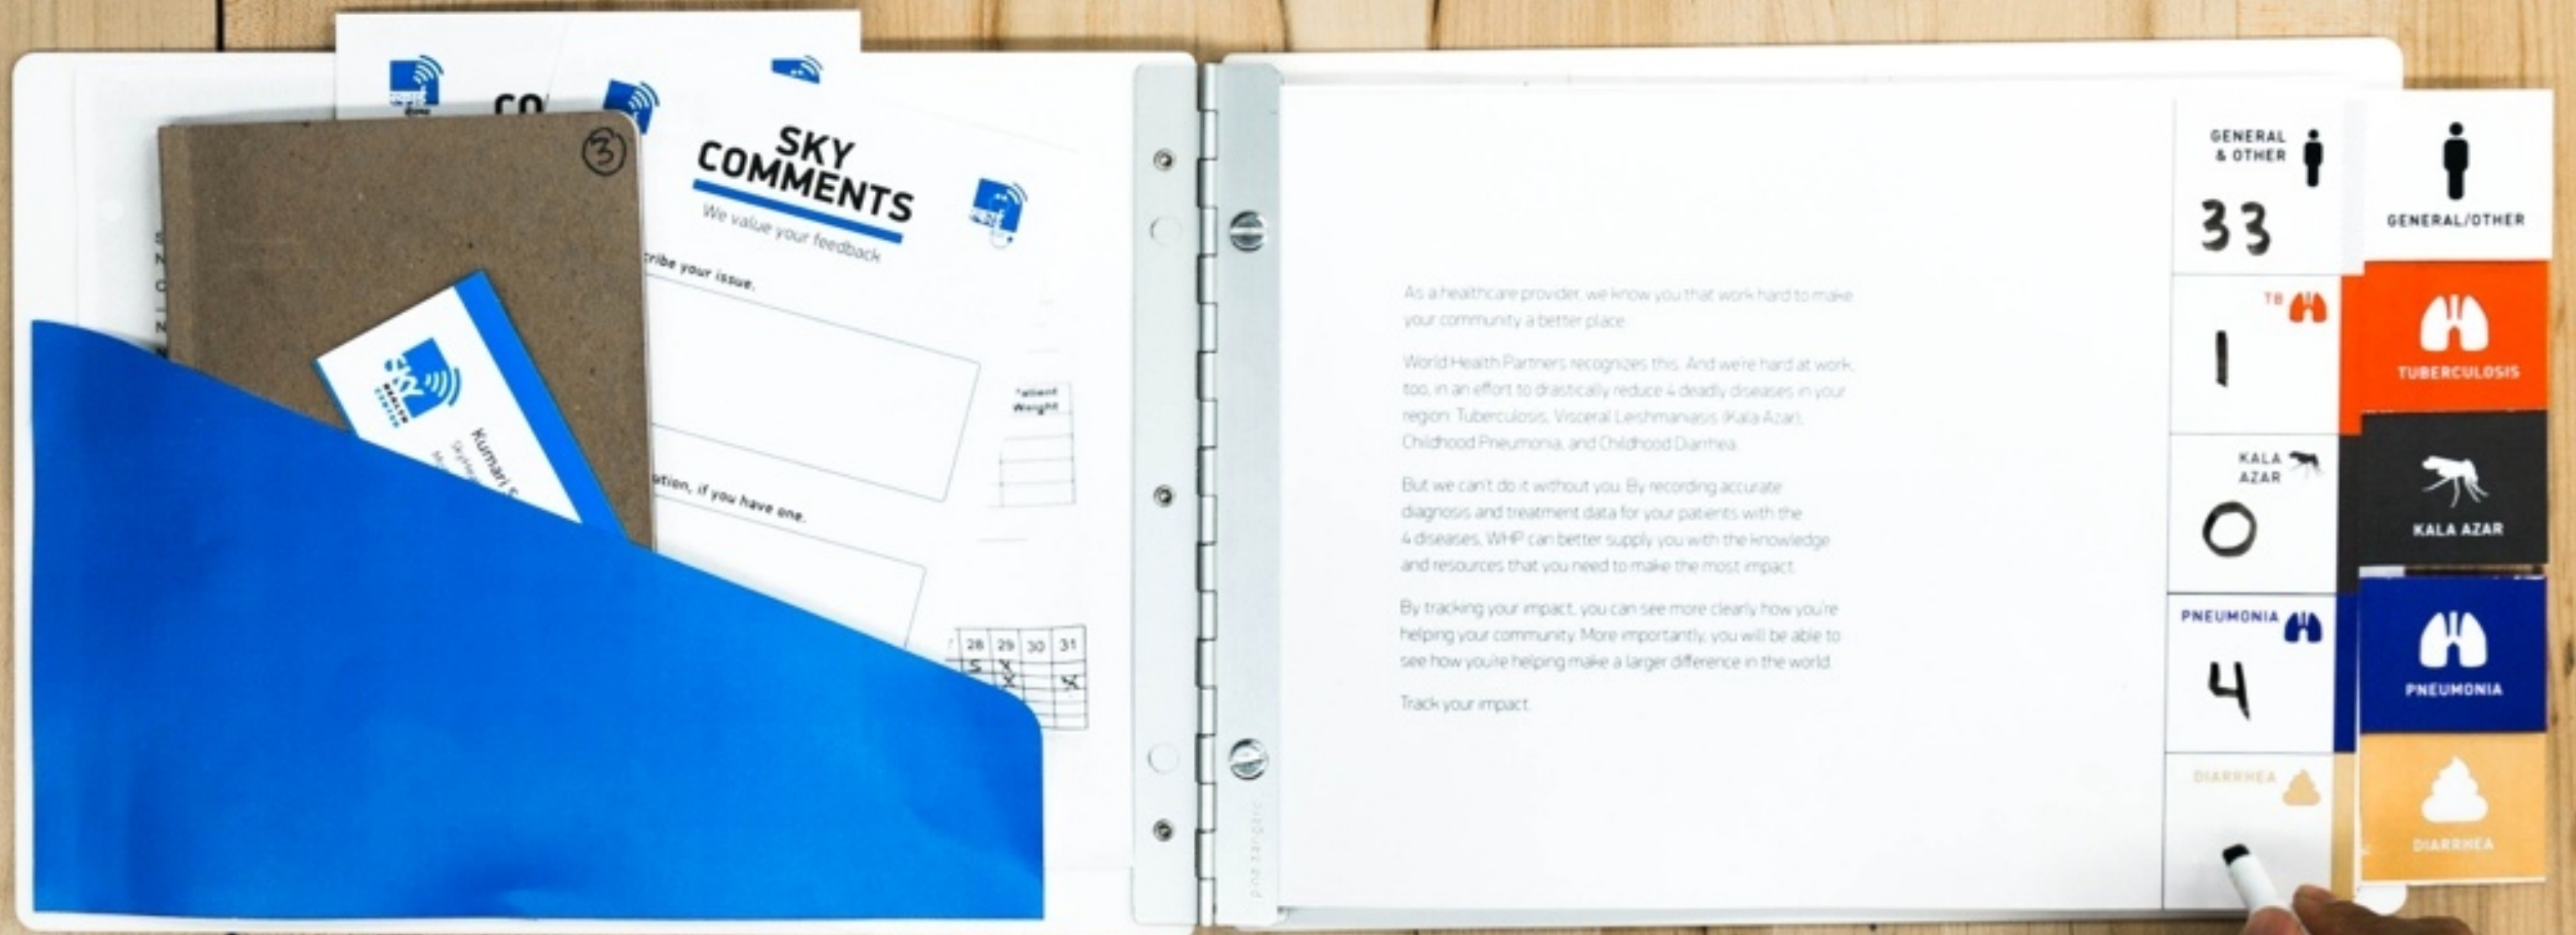 CO
3
SKY
COMMENTS
We value your feedback
cribe your issue.
ution, if you have one.
SKY
HEALTH
CENTER
Kumari S
Patient
Weight
28 29 30 31
S X
X X
As a healthcare provider, we know you that work hard to make
your community a better place.
World Health Partners recognizes this. And we're hard at work,
too, in an effort to drastically reduce 4 deadly diseases in your
region: Tuberculosis, Visceral Leishmaniasis (Kala Azar),
Childhood Pneumonia, and Childhood Diarrhea.
But we can't do it without you. By recording accurate
diagnosis and treatment data for your patients with the
4 diseases, WHP can better supply you with the knowledge
and resources that you need to make the most impact.
By tracking your impact, you can see more clearly how you're
helping your community. More importantly, you will be able to
see how you're helping make a larger difference in the world.
Track your impact.
GENERAL
& OTHER
33
TB
1
KALA
AZAR
0
PNEUMONIA
4
DIARRHEA
GENERAL/OTHER
TUBERCULOSIS
KALA AZAR
PNEUMONIA
DIARRHEA